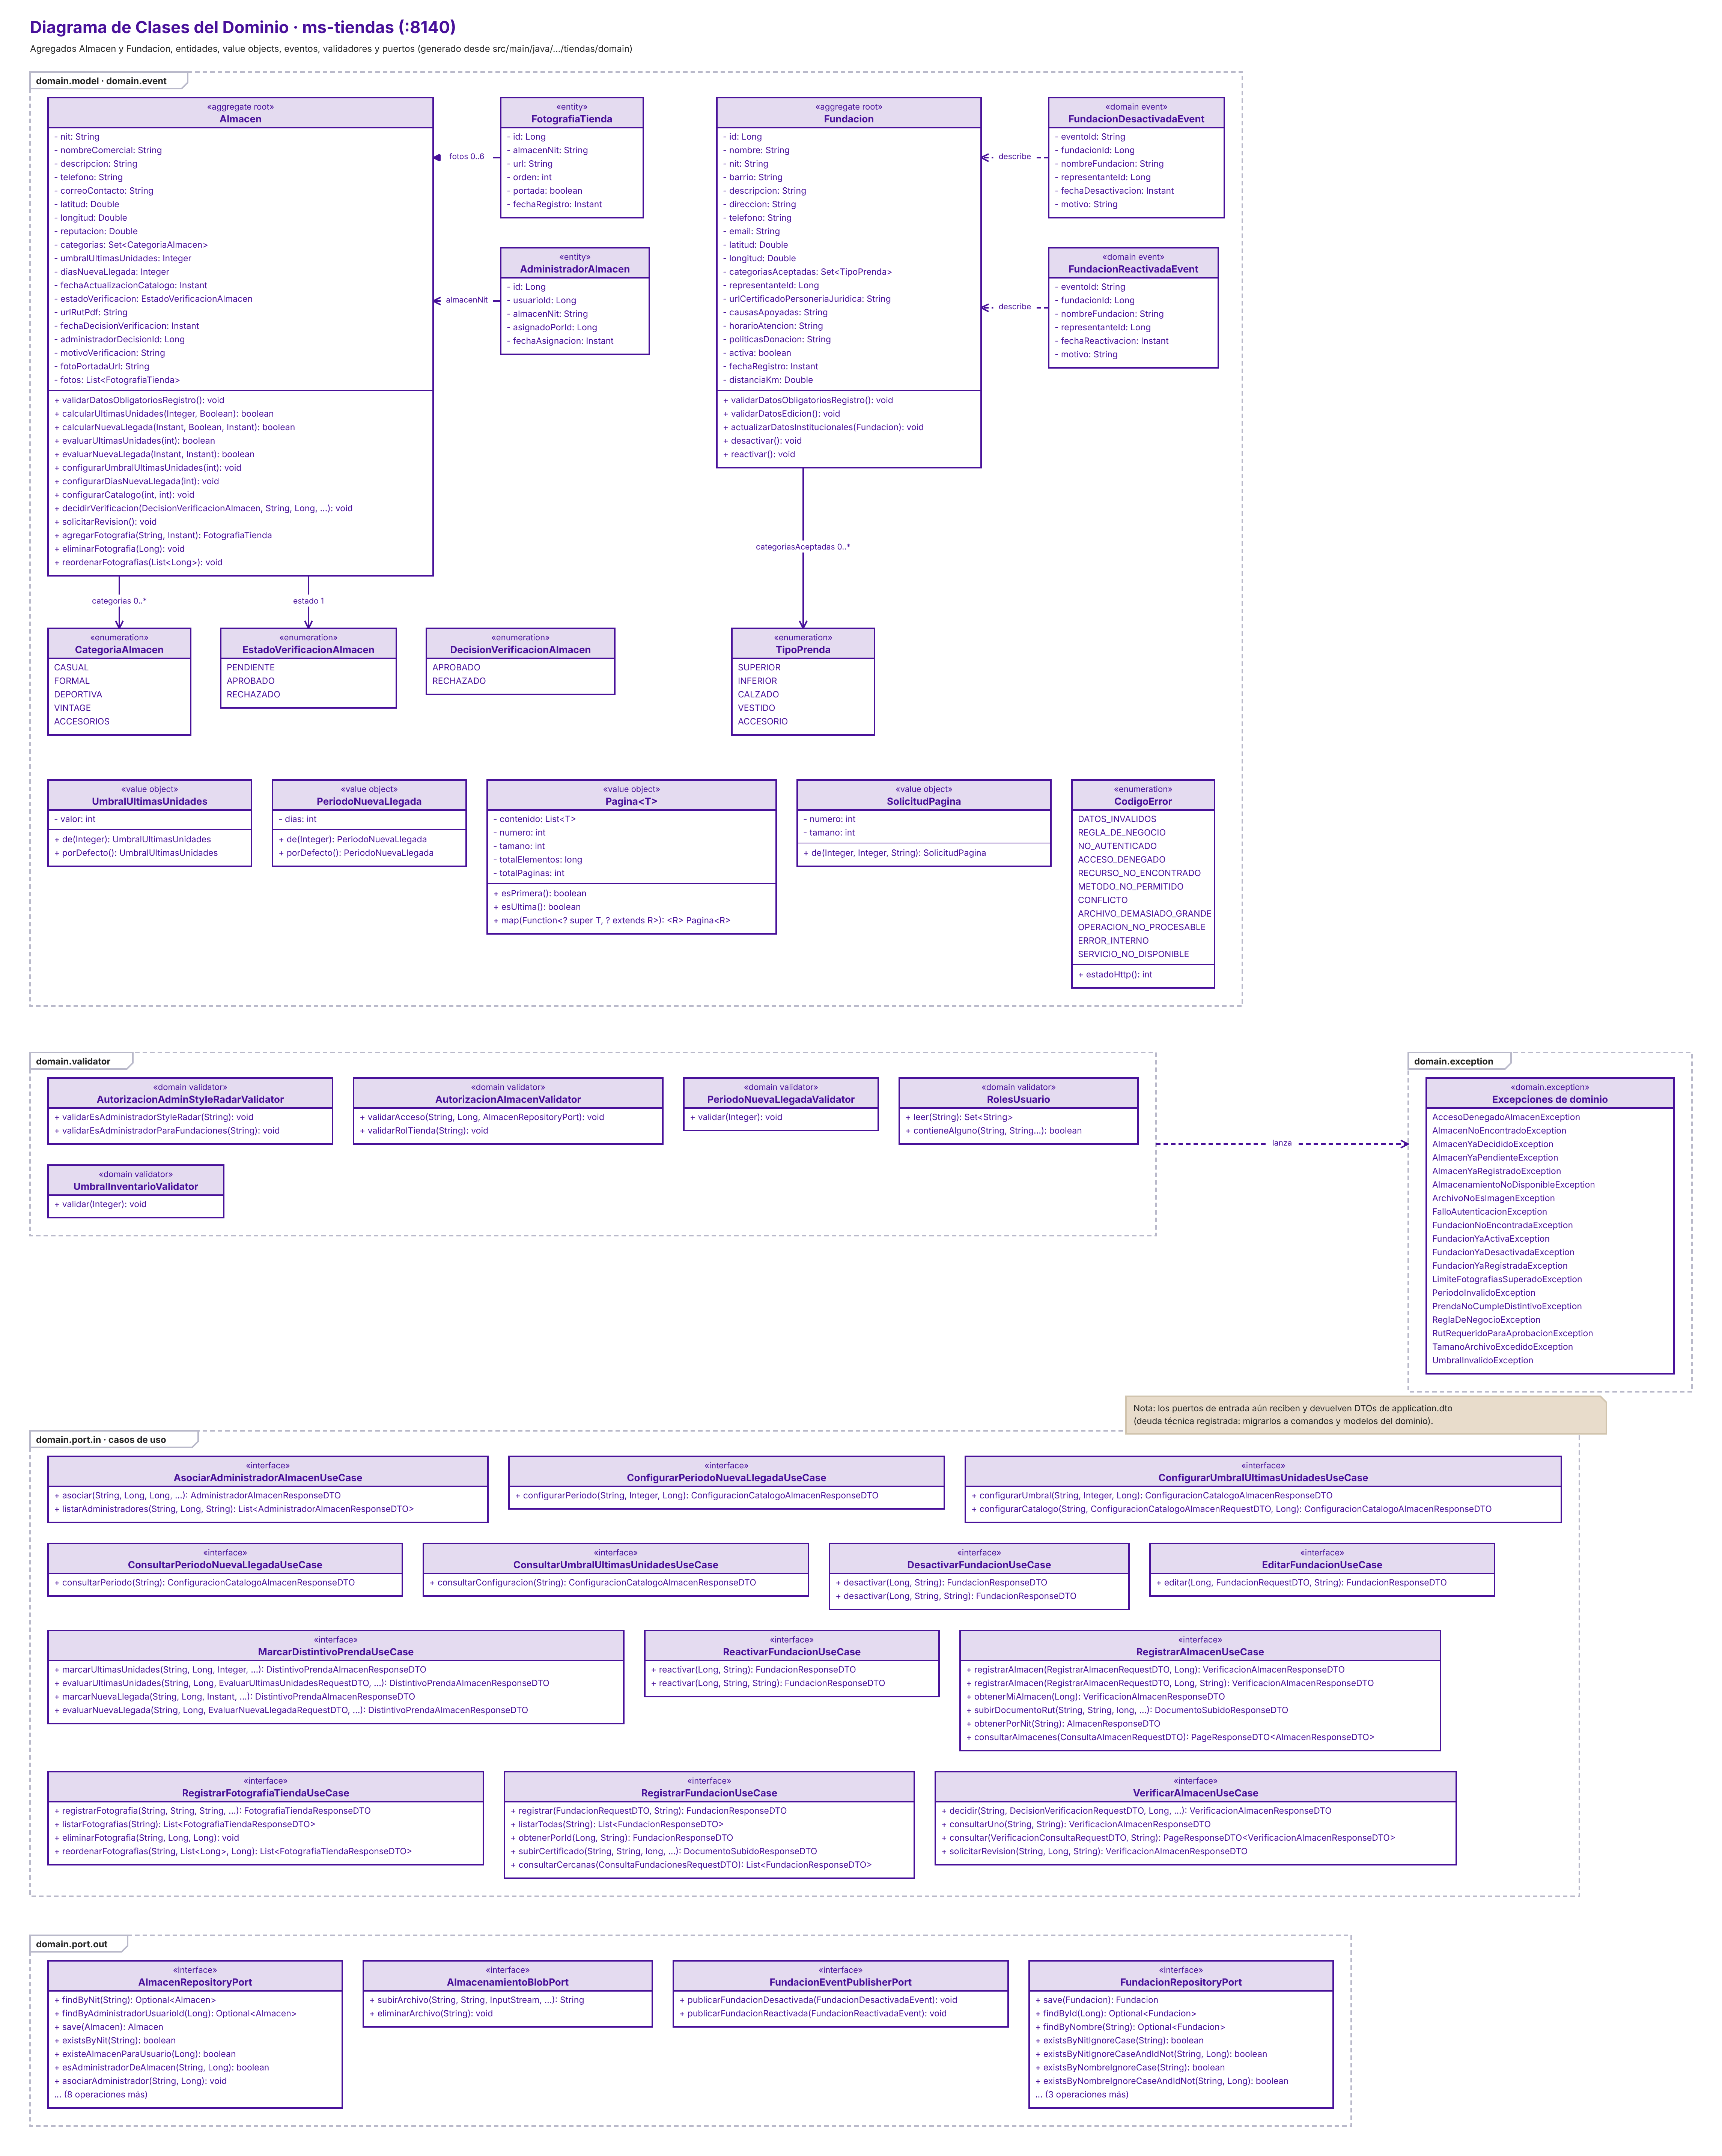 Diagrama de Clases del Dominio · ms-tiendas (:8140)
Agregados Almacen y Fundacion, entidades, value objects, eventos, validadores y puertos (generado desde src/main/java/.../tiendas/domain)
domain.model · domain.event
«aggregate root»
Almacen
- nit: String
- nombreComercial: String
- descripcion: String
- telefono: String
- correoContacto: String
- latitud: Double
- longitud: Double
- reputacion: Double
- categorias: Set<CategoriaAlmacen>
- umbralUltimasUnidades: Integer
- diasNuevaLlegada: Integer
- fechaActualizacionCatalogo: Instant
- estadoVerificacion: EstadoVerificacionAlmacen
- urlRutPdf: String
- fechaDecisionVerificacion: Instant
- administradorDecisionId: Long
- motivoVerificacion: String
- fotoPortadaUrl: String
- fotos: List<FotografiaTienda>
+ validarDatosObligatoriosRegistro(): void
+ calcularUltimasUnidades(Integer, Boolean): boolean
+ calcularNuevaLlegada(Instant, Boolean, Instant): boolean
+ evaluarUltimasUnidades(int): boolean
+ evaluarNuevaLlegada(Instant, Instant): boolean
+ configurarUmbralUltimasUnidades(int): void
+ configurarDiasNuevaLlegada(int): void
+ configurarCatalogo(int, int): void
+ decidirVerificacion(DecisionVerificacionAlmacen, String, Long, ...): void
+ solicitarRevision(): void
+ agregarFotografia(String, Instant): FotografiaTienda
+ eliminarFotografia(Long): void
+ reordenarFotografias(List<Long>): void
fotos 0..6
«entity»
FotografiaTienda
- id: Long
- almacenNit: String
- url: String
- orden: int
- portada: boolean
- fechaRegistro: Instant
almacenNit
«entity»
AdministradorAlmacen
- id: Long
- usuarioId: Long
- almacenNit: String
- asignadoPorId: Long
- fechaAsignacion: Instant
«aggregate root»
Fundacion
- id: Long
- nombre: String
- nit: String
- barrio: String
- descripcion: String
- direccion: String
- telefono: String
- email: String
- latitud: Double
- longitud: Double
- categoriasAceptadas: Set<TipoPrenda>
- representanteId: Long
- urlCertificadoPersoneriaJuridica: String
- causasApoyadas: String
- horarioAtencion: String
- politicasDonacion: String
- activa: boolean
- fechaRegistro: Instant
- distanciaKm: Double
+ validarDatosObligatoriosRegistro(): void
+ validarDatosEdicion(): void
+ actualizarDatosInstitucionales(Fundacion): void
+ desactivar(): void
+ reactivar(): void
describe
«domain event»
FundacionDesactivadaEvent
- eventoId: String
- fundacionId: Long
- nombreFundacion: String
- representanteId: Long
- fechaDesactivacion: Instant
- motivo: String
describe
«domain event»
FundacionReactivadaEvent
- eventoId: String
- fundacionId: Long
- nombreFundacion: String
- representanteId: Long
- fechaReactivacion: Instant
- motivo: String
categoriasAceptadas 0..*
categorias 0..*
estado 1
«enumeration»
CategoriaAlmacen
CASUAL
FORMAL
DEPORTIVA
VINTAGE
ACCESORIOS
«enumeration»
EstadoVerificacionAlmacen
PENDIENTE
APROBADO
RECHAZADO
«enumeration»
DecisionVerificacionAlmacen
APROBADO
RECHAZADO
«enumeration»
TipoPrenda
SUPERIOR
INFERIOR
CALZADO
VESTIDO
ACCESORIO
«value object»
UmbralUltimasUnidades
- valor: int
+ de(Integer): UmbralUltimasUnidades
+ porDefecto(): UmbralUltimasUnidades
«value object»
PeriodoNuevaLlegada
- dias: int
+ de(Integer): PeriodoNuevaLlegada
+ porDefecto(): PeriodoNuevaLlegada
«value object»
Pagina<T>
- contenido: List<T>
- numero: int
- tamano: int
- totalElementos: long
- totalPaginas: int
+ esPrimera(): boolean
+ esUltima(): boolean
+ map(Function<? super T, ? extends R>): <R> Pagina<R>
«value object»
SolicitudPagina
- numero: int
- tamano: int
+ de(Integer, Integer, String): SolicitudPagina
«enumeration»
CodigoError
DATOS_INVALIDOS
REGLA_DE_NEGOCIO
NO_AUTENTICADO
ACCESO_DENEGADO
RECURSO_NO_ENCONTRADO
METODO_NO_PERMITIDO
CONFLICTO
ARCHIVO_DEMASIADO_GRANDE
OPERACION_NO_PROCESABLE
ERROR_INTERNO
SERVICIO_NO_DISPONIBLE
+ estadoHttp(): int
domain.validator
«domain validator»
AutorizacionAdminStyleRadarValidator
+ validarEsAdministradorStyleRadar(String): void
+ validarEsAdministradorParaFundaciones(String): void
«domain validator»
AutorizacionAlmacenValidator
+ validarAcceso(String, Long, AlmacenRepositoryPort): void
+ validarRolTienda(String): void
«domain validator»
PeriodoNuevaLlegadaValidator
+ validar(Integer): void
«domain validator»
RolesUsuario
+ leer(String): Set<String>
+ contieneAlguno(String, String...): boolean
«domain validator»
UmbralInventarioValidator
+ validar(Integer): void
lanza
domain.exception
«domain.exception»
Excepciones de dominio
AccesoDenegadoAlmacenException
AlmacenNoEncontradoException
AlmacenYaDecididoException
AlmacenYaPendienteException
AlmacenYaRegistradoException
AlmacenamientoNoDisponibleException
ArchivoNoEsImagenException
FalloAutenticacionException
FundacionNoEncontradaException
FundacionYaActivaException
FundacionYaDesactivadaException
FundacionYaRegistradaException
LimiteFotografiasSuperadoException
PeriodoInvalidoException
PrendaNoCumpleDistintivoException
ReglaDeNegocioException
RutRequeridoParaAprobacionException
TamanoArchivoExcedidoException
UmbralInvalidoException
Nota: los puertos de entrada aún reciben y devuelven DTOs de application.dto
(deuda técnica registrada: migrarlos a comandos y modelos del dominio).
domain.port.in · casos de uso
«interface»
AsociarAdministradorAlmacenUseCase
+ asociar(String, Long, Long, ...): AdministradorAlmacenResponseDTO
+ listarAdministradores(String, Long, String): List<AdministradorAlmacenResponseDTO>
«interface»
ConfigurarPeriodoNuevaLlegadaUseCase
+ configurarPeriodo(String, Integer, Long): ConfiguracionCatalogoAlmacenResponseDTO
«interface»
ConfigurarUmbralUltimasUnidadesUseCase
+ configurarUmbral(String, Integer, Long): ConfiguracionCatalogoAlmacenResponseDTO
+ configurarCatalogo(String, ConfiguracionCatalogoAlmacenRequestDTO, Long): ConfiguracionCatalogoAlmacenResponseDTO
«interface»
ConsultarPeriodoNuevaLlegadaUseCase
+ consultarPeriodo(String): ConfiguracionCatalogoAlmacenResponseDTO
«interface»
ConsultarUmbralUltimasUnidadesUseCase
+ consultarConfiguracion(String): ConfiguracionCatalogoAlmacenResponseDTO
«interface»
DesactivarFundacionUseCase
+ desactivar(Long, String): FundacionResponseDTO
+ desactivar(Long, String, String): FundacionResponseDTO
«interface»
EditarFundacionUseCase
+ editar(Long, FundacionRequestDTO, String): FundacionResponseDTO
«interface»
MarcarDistintivoPrendaUseCase
+ marcarUltimasUnidades(String, Long, Integer, ...): DistintivoPrendaAlmacenResponseDTO
+ evaluarUltimasUnidades(String, Long, EvaluarUltimasUnidadesRequestDTO, ...): DistintivoPrendaAlmacenResponseDTO
+ marcarNuevaLlegada(String, Long, Instant, ...): DistintivoPrendaAlmacenResponseDTO
+ evaluarNuevaLlegada(String, Long, EvaluarNuevaLlegadaRequestDTO, ...): DistintivoPrendaAlmacenResponseDTO
«interface»
ReactivarFundacionUseCase
+ reactivar(Long, String): FundacionResponseDTO
+ reactivar(Long, String, String): FundacionResponseDTO
«interface»
RegistrarAlmacenUseCase
+ registrarAlmacen(RegistrarAlmacenRequestDTO, Long): VerificacionAlmacenResponseDTO
+ registrarAlmacen(RegistrarAlmacenRequestDTO, Long, String): VerificacionAlmacenResponseDTO
+ obtenerMiAlmacen(Long): VerificacionAlmacenResponseDTO
+ subirDocumentoRut(String, String, long, ...): DocumentoSubidoResponseDTO
+ obtenerPorNit(String): AlmacenResponseDTO
+ consultarAlmacenes(ConsultaAlmacenRequestDTO): PageResponseDTO<AlmacenResponseDTO>
«interface»
RegistrarFotografiaTiendaUseCase
+ registrarFotografia(String, String, String, ...): FotografiaTiendaResponseDTO
+ listarFotografias(String): List<FotografiaTiendaResponseDTO>
+ eliminarFotografia(String, Long, Long): void
+ reordenarFotografias(String, List<Long>, Long): List<FotografiaTiendaResponseDTO>
«interface»
RegistrarFundacionUseCase
+ registrar(FundacionRequestDTO, String): FundacionResponseDTO
+ listarTodas(String): List<FundacionResponseDTO>
+ obtenerPorId(Long, String): FundacionResponseDTO
+ subirCertificado(String, String, long, ...): DocumentoSubidoResponseDTO
+ consultarCercanas(ConsultaFundacionesRequestDTO): List<FundacionResponseDTO>
«interface»
VerificarAlmacenUseCase
+ decidir(String, DecisionVerificacionRequestDTO, Long, ...): VerificacionAlmacenResponseDTO
+ consultarUno(String, String): VerificacionAlmacenResponseDTO
+ consultar(VerificacionConsultaRequestDTO, String): PageResponseDTO<VerificacionAlmacenResponseDTO>
+ solicitarRevision(String, Long, String): VerificacionAlmacenResponseDTO
domain.port.out
«interface»
AlmacenRepositoryPort
+ findByNit(String): Optional<Almacen>
+ findByAdministradorUsuarioId(Long): Optional<Almacen>
+ save(Almacen): Almacen
+ existsByNit(String): boolean
+ existeAlmacenParaUsuario(Long): boolean
+ esAdministradorDeAlmacen(String, Long): boolean
+ asociarAdministrador(String, Long): void
... (8 operaciones más)
«interface»
AlmacenamientoBlobPort
+ subirArchivo(String, String, InputStream, ...): String
+ eliminarArchivo(String): void
«interface»
FundacionEventPublisherPort
+ publicarFundacionDesactivada(FundacionDesactivadaEvent): void
+ publicarFundacionReactivada(FundacionReactivadaEvent): void
«interface»
FundacionRepositoryPort
+ save(Fundacion): Fundacion
+ findById(Long): Optional<Fundacion>
+ findByNombre(String): Optional<Fundacion>
+ existsByNitIgnoreCase(String): boolean
+ existsByNitIgnoreCaseAndIdNot(String, Long): boolean
+ existsByNombreIgnoreCase(String): boolean
+ existsByNombreIgnoreCaseAndIdNot(String, Long): boolean
... (3 operaciones más)